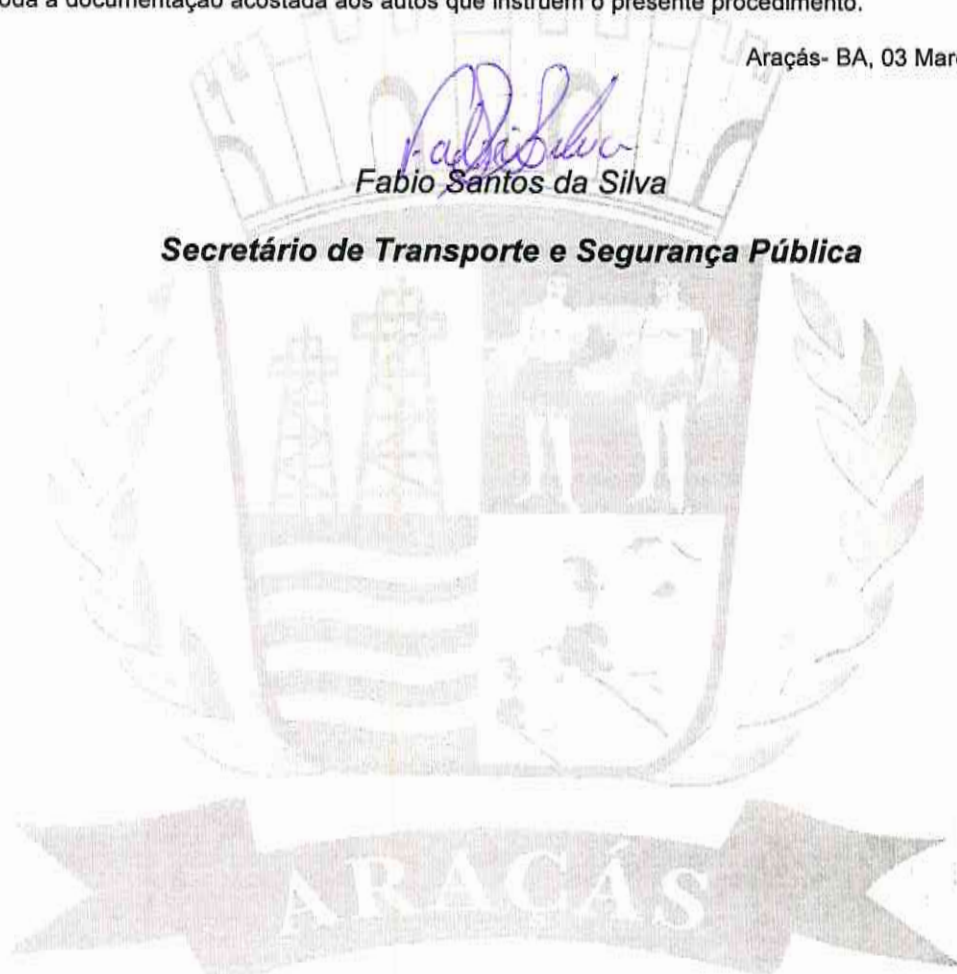 oda a documentação acostada aos autos que instruem o presente procedimento.
Araçás- BA, 03 Març
Fabio Santos da Silva
Secretário de Transporte e Segurança Pública
ARAÇÁS